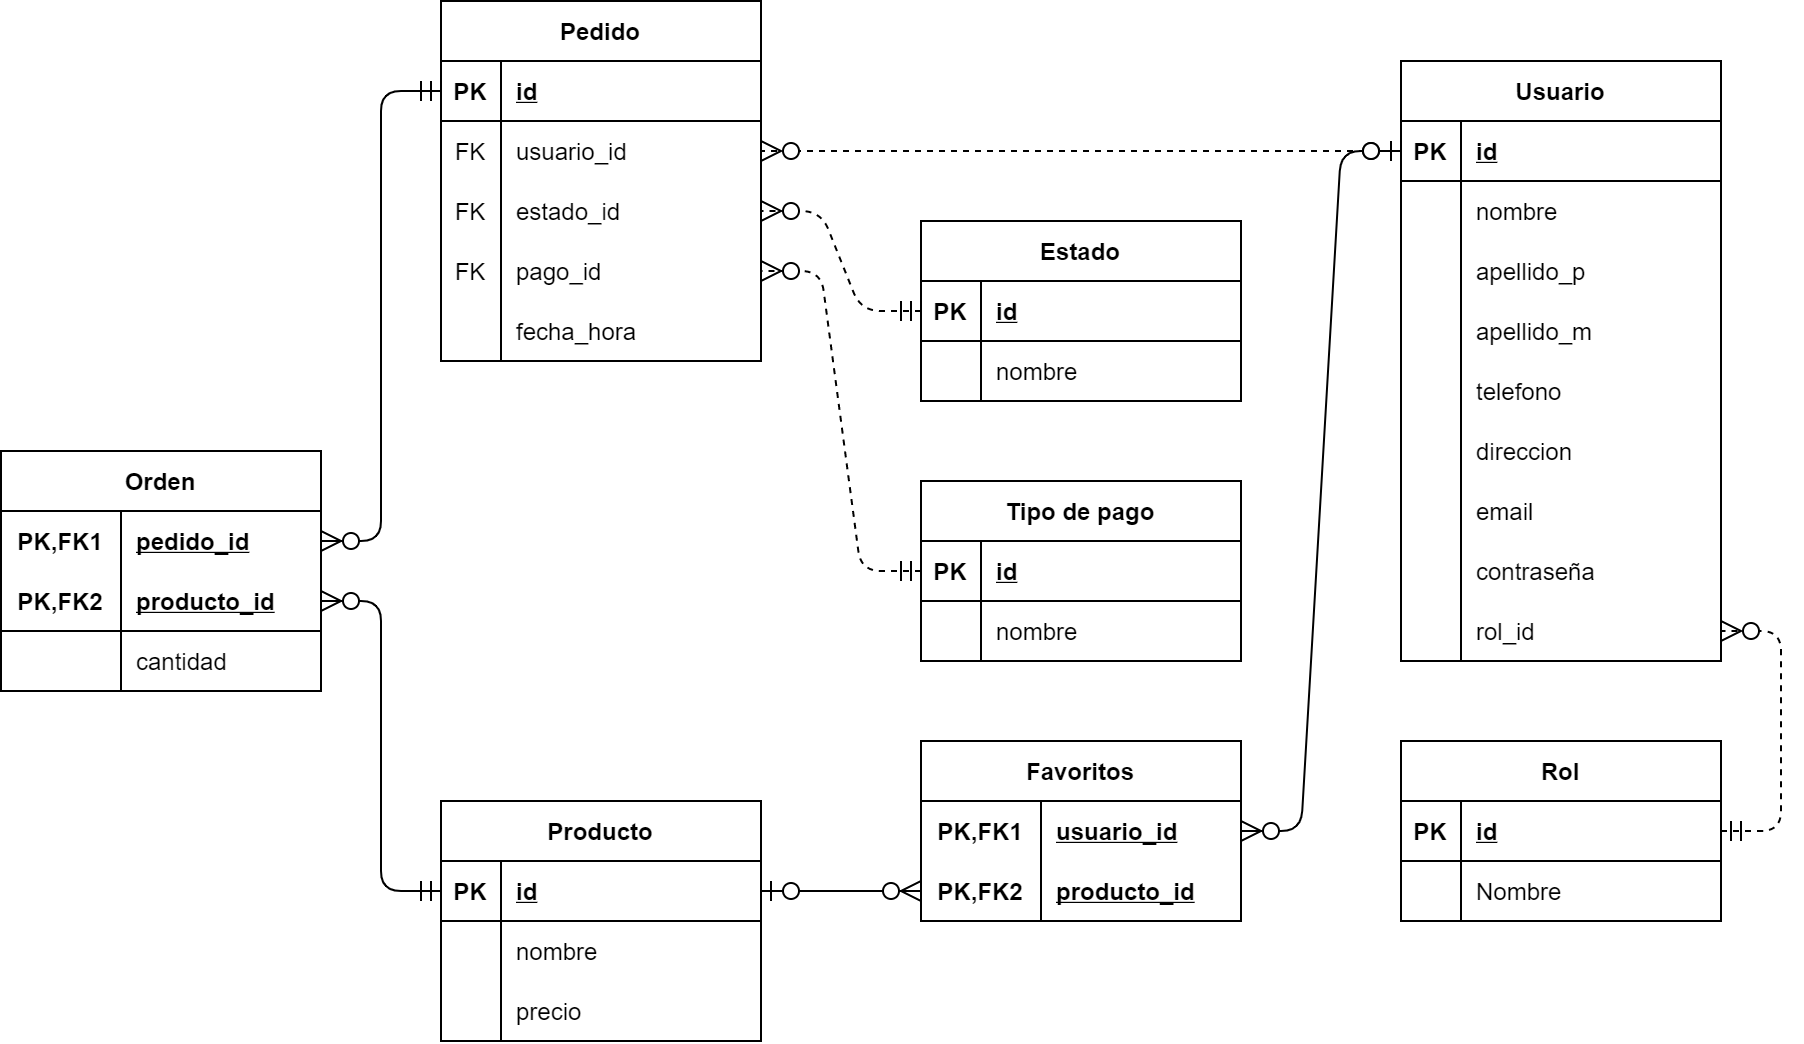 Pedido
PK id
FK usuario_id
FK estado_id
FK pago_id
fecha_hora
Usuario
PK id
nombre
apellido_p
apellido_m
telefono
direccion
email
contraseña
rol_id
Estado
PK id
nombre
Orden
PK,FK1 pedido_id
PK,FK2 producto_id
cantidad
Tipo de pago
PK id
nombre
Producto
PK id
nombre
precio
Favoritos
PK,FK1 usuario_id
PK,FK2 producto_id
Rol
PK id
Nombre